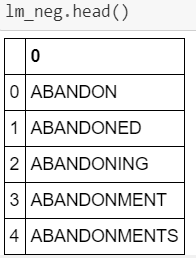 lm_neg.head()
0
0 ABANDON
1 ABANDONED
2 ABANDONING
3 ABANDONMENT
4 ABANDONMENTS